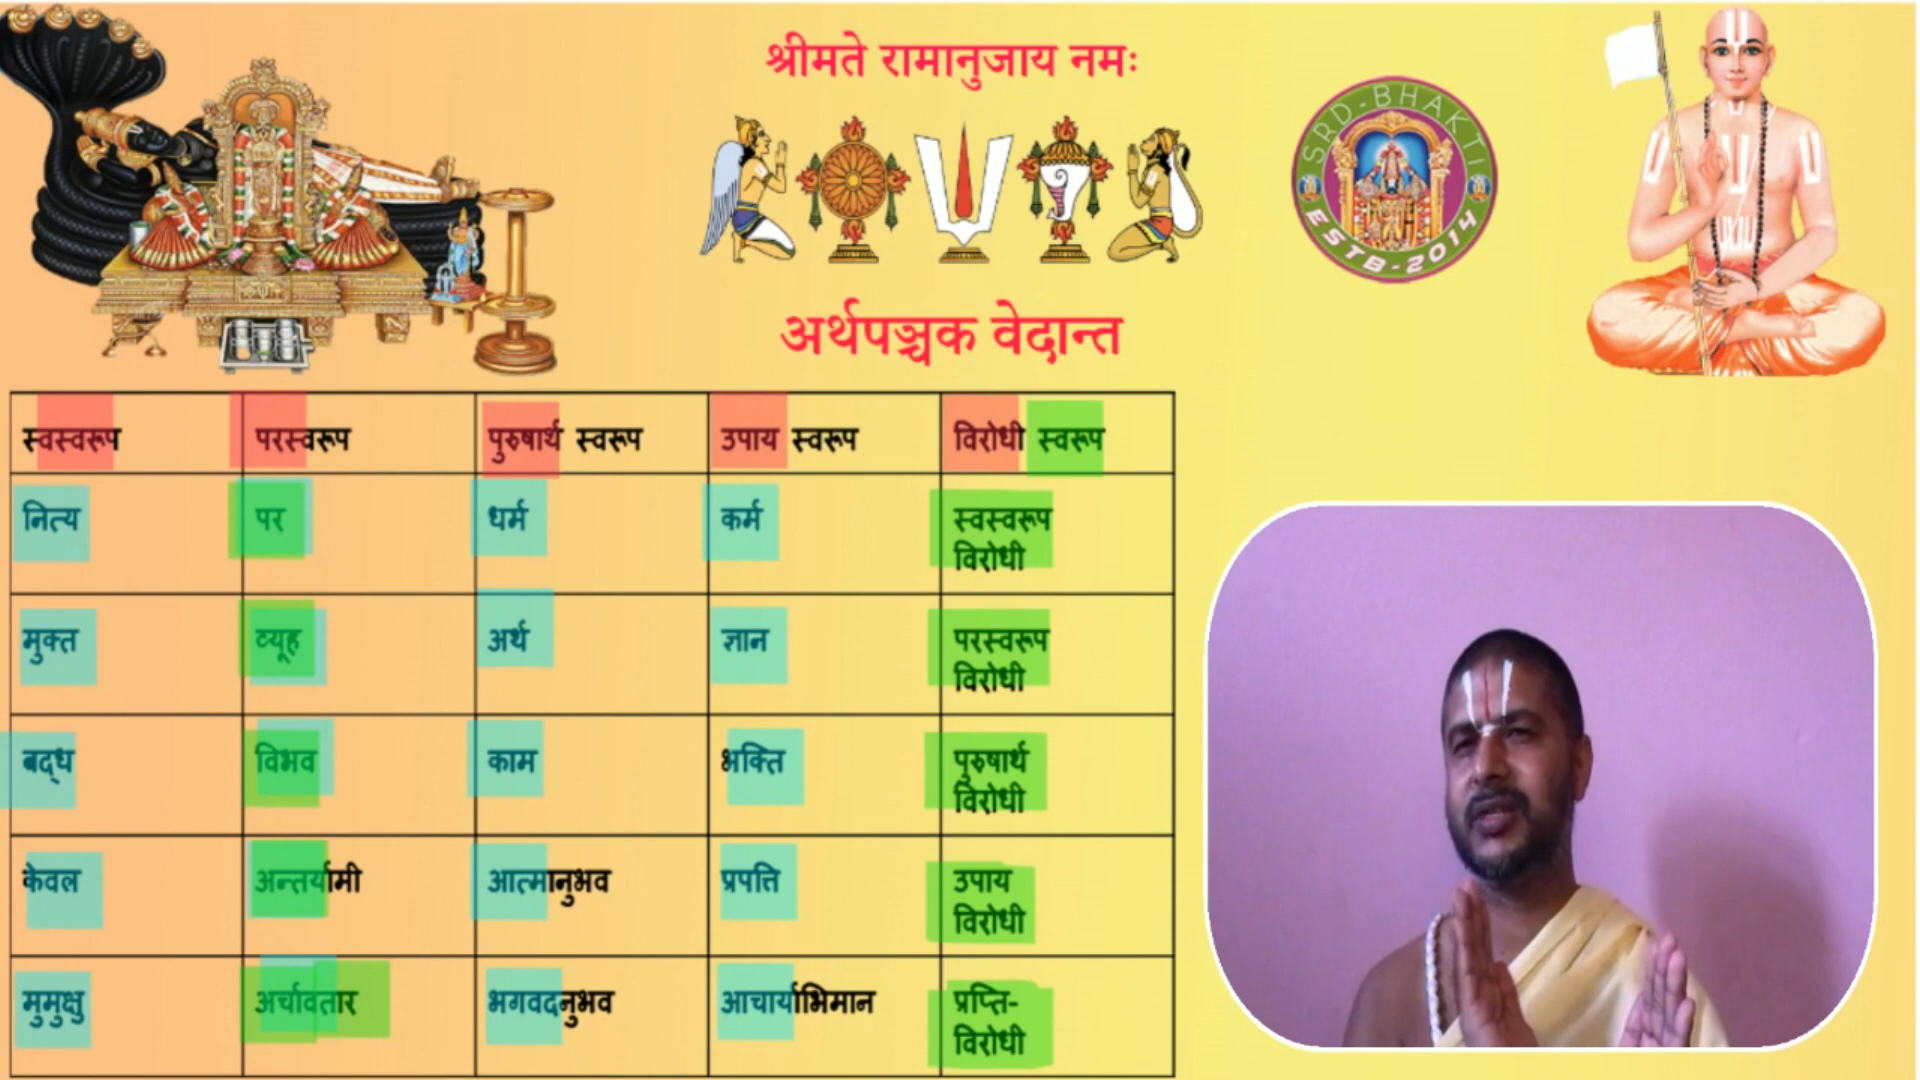 श्रीमते रामानुजाय नमः
SRD-BHAKTI
ESTB-2014
अर्थपञ्चक वेदान्त
स्वस्वरूप परस्वरूप पुरुषार्थ स्वरूप उपाय स्वरूप विरोधी स्वरूप
नित्य पर धर्म कर्म स्वस्वरूप
विरोधी
मुक्त व्यूह अर्थ ज्ञान परस्वरूप
विरोधी
बद्ध विभव काम भक्ति पुरुषार्थ
विरोधी
केवल अन्तर्यामी आत्मानुभव प्रपत्ति उपाय
विरोधी
मुमुक्षु अर्चावतार भगवदनुभव आचार्याभिमान प्रप्ति-
विरोधी